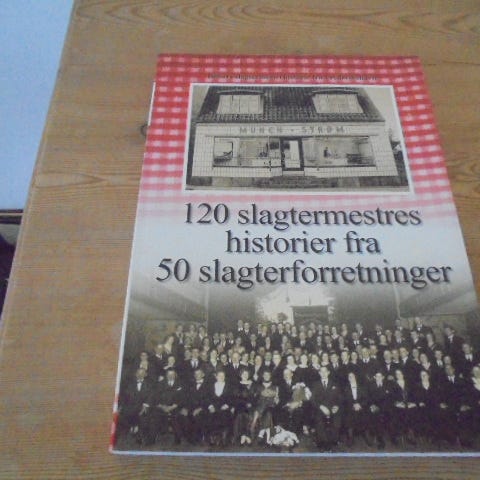 MUNCH - STRØM
120 slagtermestres
historier fra
50 slagterforretninger